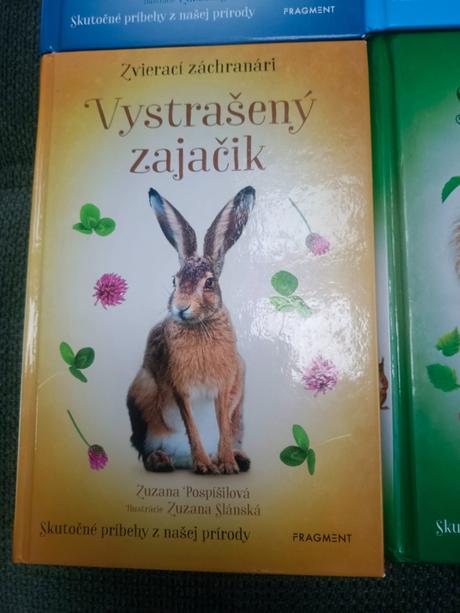 Skutočné príbehy z našej prírody
FRAGMENT
Zvierací záchranári
Vystrašený
zajačik
Zuzana Pospíšilová
Ilustrácie Zuzana Slánská
Skutočné príbehy z našej prírody
FRAGMENT
Sku